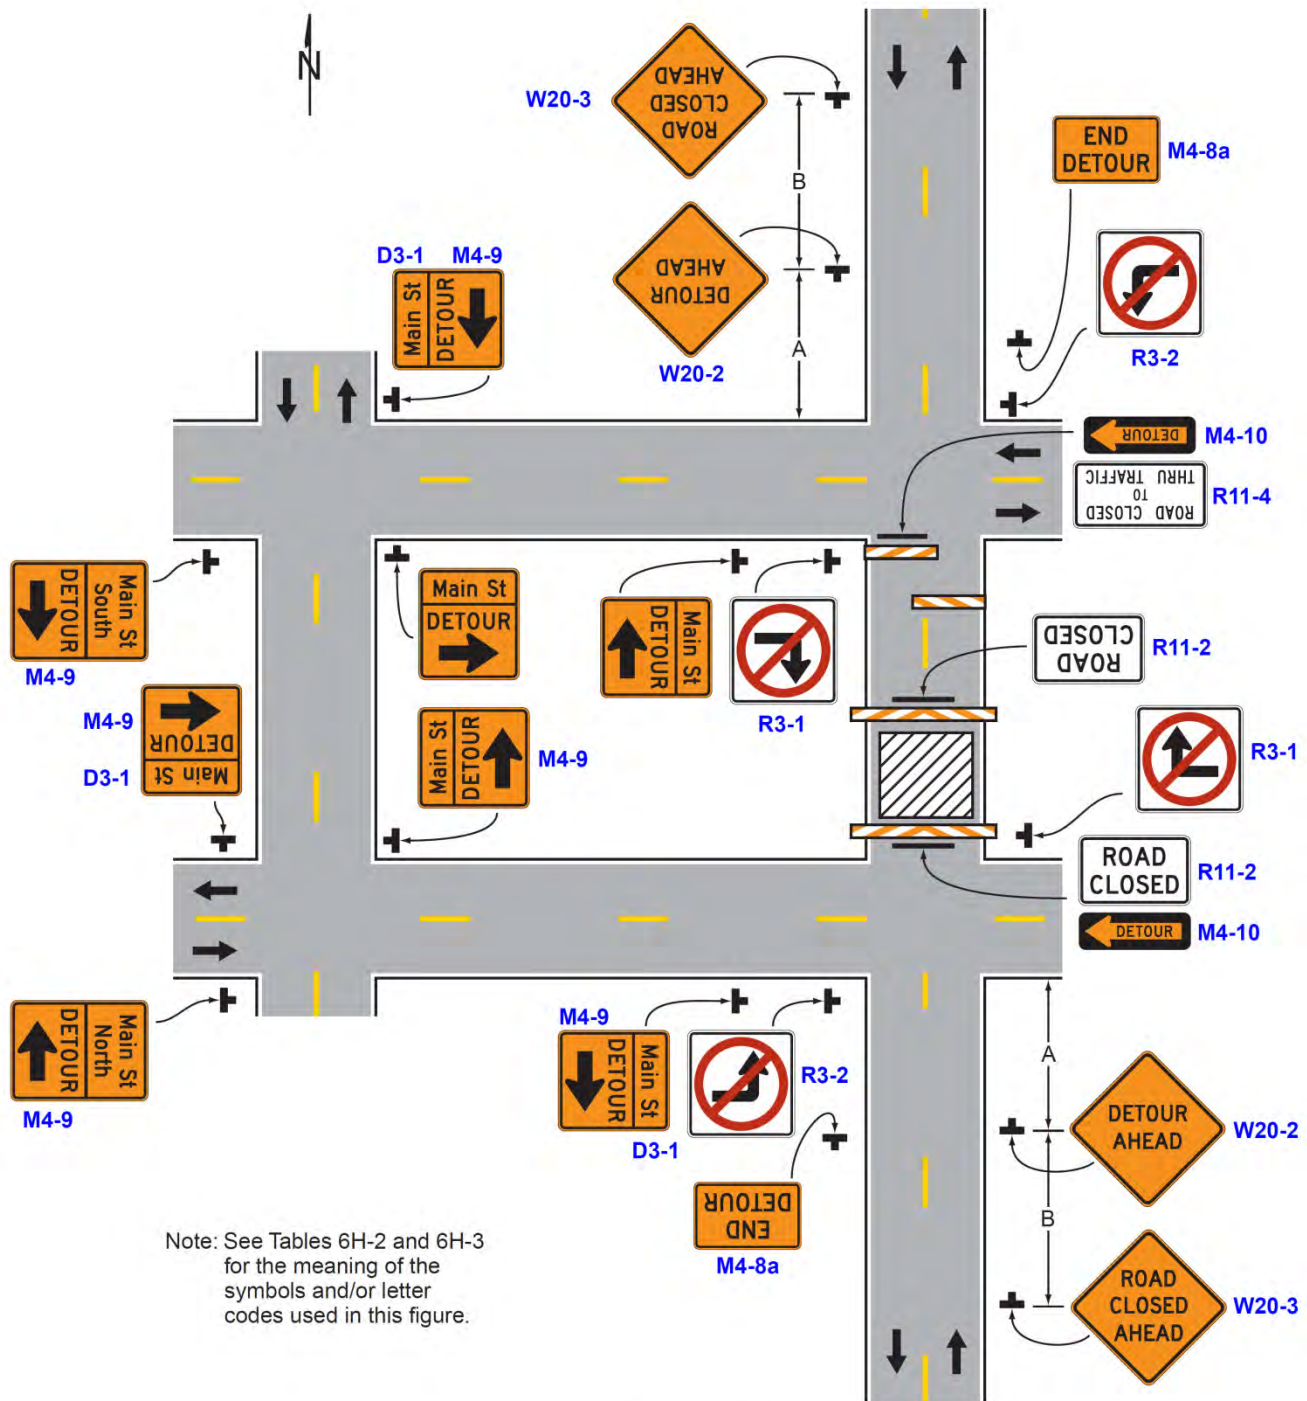 N
ROAD
CLOSED
AHEAD
W20-3
B
END
DETOUR
M4-8a
DETOUR
AHEAD
W20-2
A
D3-1 M4-9
Main St
DETOUR
R3-2
DETOUR
M4-10
ROAD CLOSED
TO
THRU TRAFFIC
R11-4
Main St
South
DETOUR
M4-9
Main St
DETOUR
Main St
DETOUR
R3-1
ROAD
CLOSED
R11-2
M4-9
Main St
DETOUR
D3-1
Main St
DETOUR
M4-9
R3-1
ROAD
CLOSED
R11-2
DETOUR
M4-10
Main St
North
DETOUR
M4-9
M4-9
Main St
DETOUR
D3-1
R3-2
A
DETOUR
AHEAD
W20-2
END
DETOUR
M4-8a
B
ROAD
CLOSED
AHEAD
W20-3
Note: See Tables 6H-2 and 6H-3
for the meaning of the
symbols and/or letter
codes used in this figure.